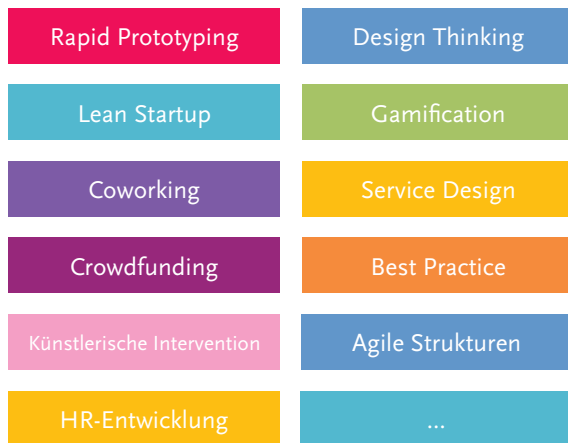 Rapid Prototyping
Design Thinking
Lean Startup
Gamification
Coworking
Service Design
Crowdfunding
Best Practice
Künstlerische Intervention
Agile Strukturen
HR-Entwicklung
...